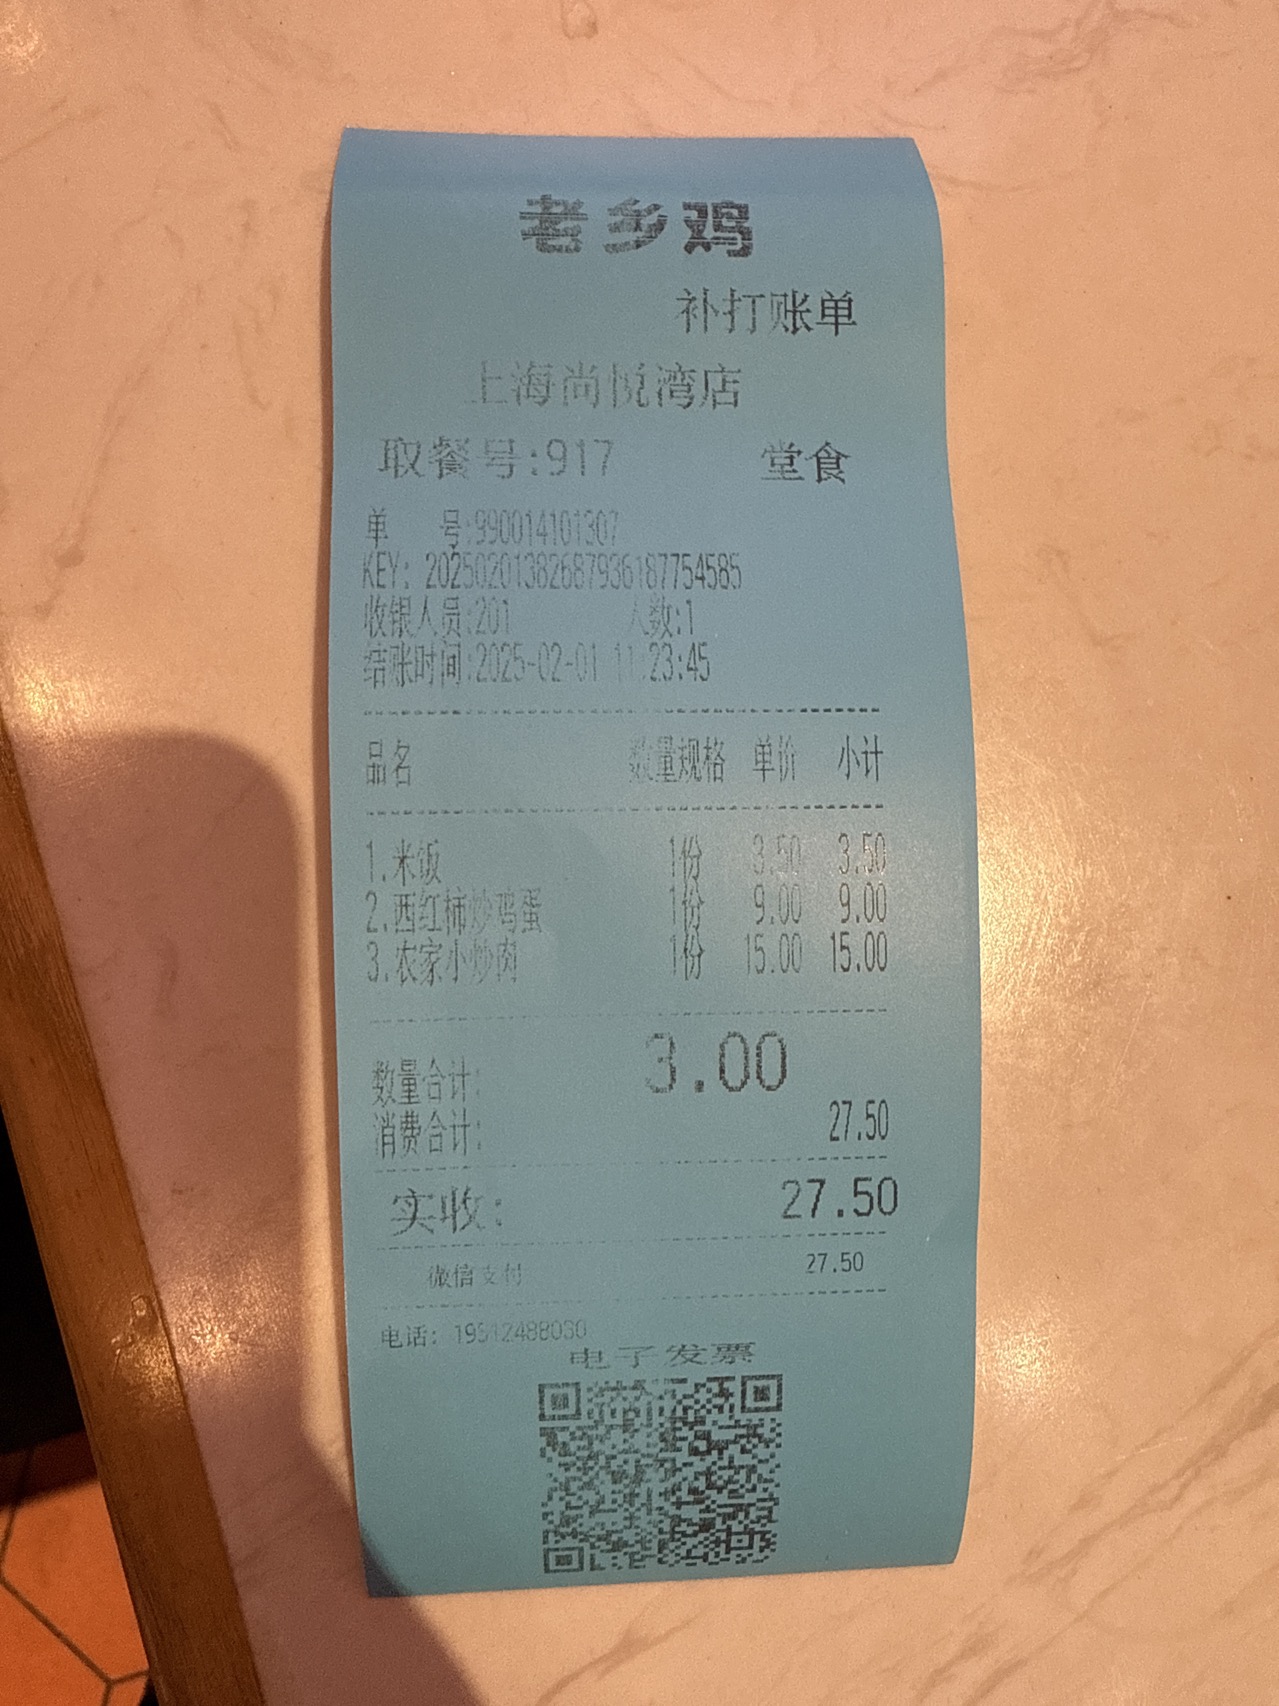 老乡鸡
补打账单
上海尚悦湾店
取餐号:917 堂食
单 号:990014101307
KEY: 202502013826879361877545​85
收银人员:201 人数:1
结账时间:2025-02-01 11:23:45
品名 数量规格 单价 小计
1.米饭 1份 3.50 3.50
2.西红柿炒鸡蛋 1份 9.00 9.00
3.农家小炒肉 1份 15.00 15.00
数量合计: 3.00
消费合计: 27.50
实收: 27.50
微信支付 27.50
电话: 19512488030
电子发票